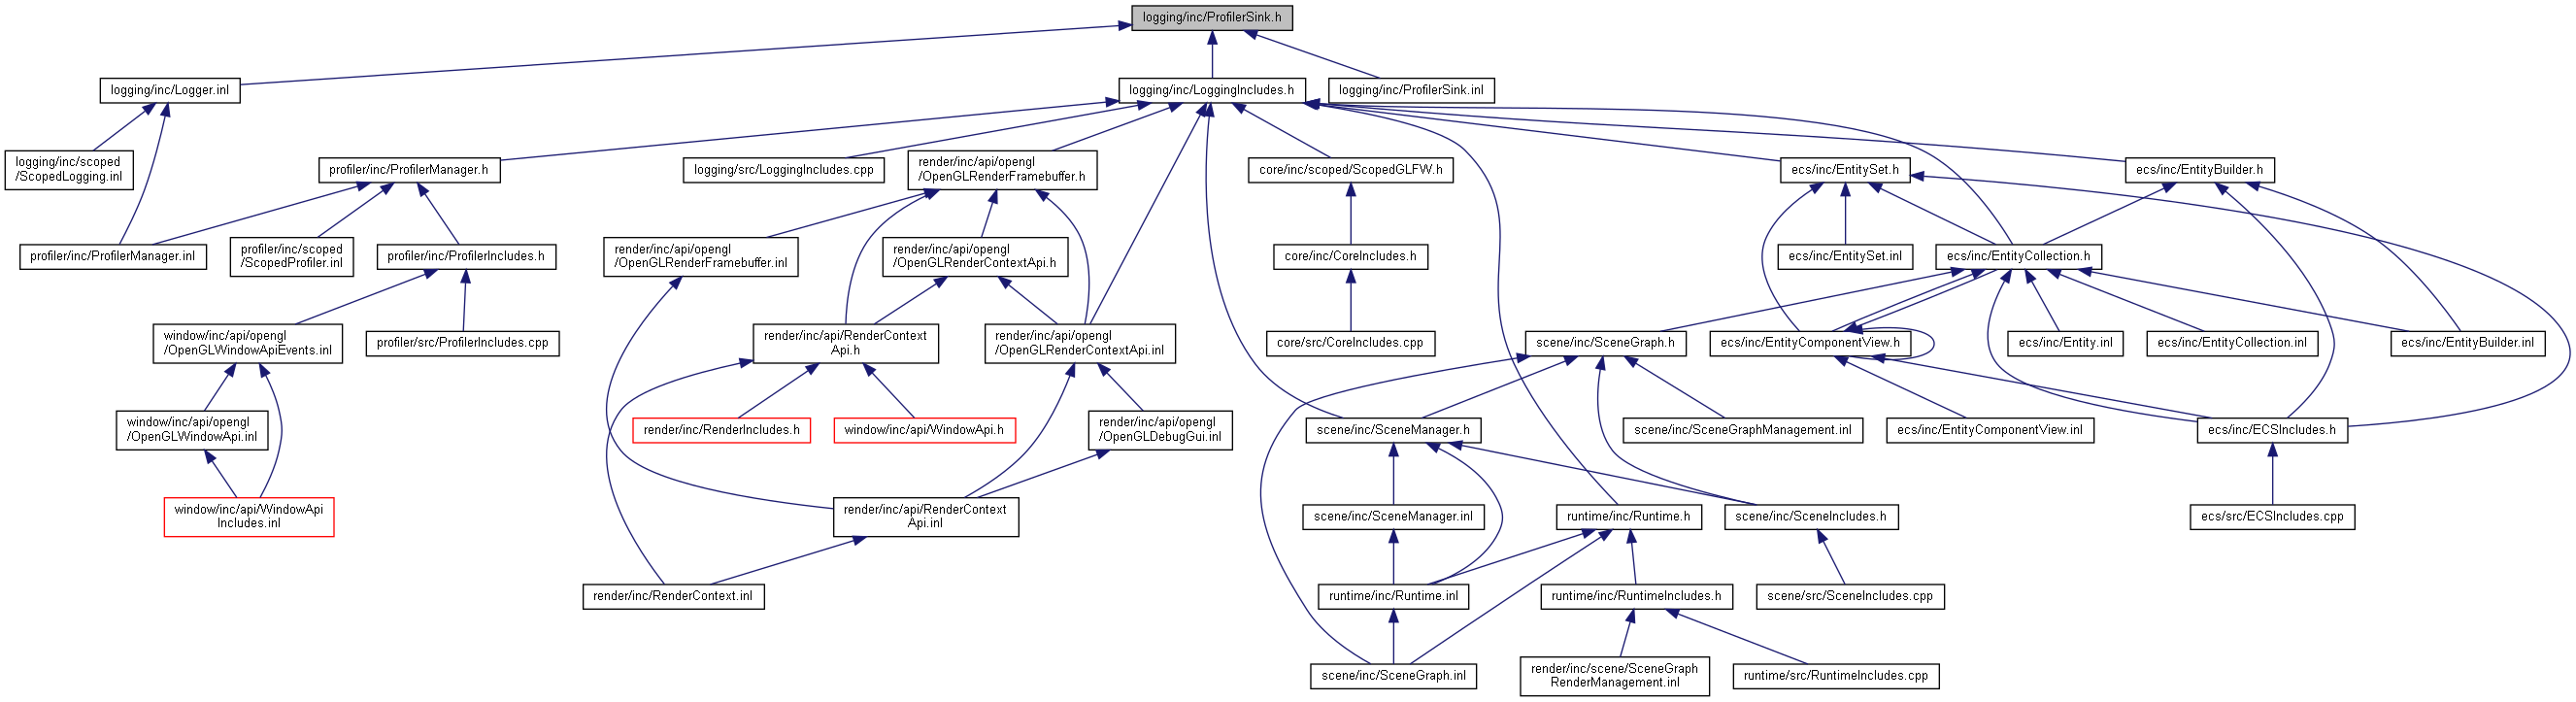 logging/inc/ProfilerSink.h
logging/inc/Logger.inl
logging/inc/LoggingIncludes.h
logging/inc/ProfilerSink.inl
logging/inc/scoped
/ScopedLogging.inl
profiler/inc/ProfilerManager.h
logging/src/LoggingIncludes.cpp
render/inc/api/opengl
/OpenGLRenderFramebuffer.h
core/inc/scoped/ScopedGLFW.h
ecs/inc/EntitySet.h
ecs/inc/EntityBuilder.h
profiler/inc/ProfilerManager.inl
profiler/inc/scoped
/ScopedProfiler.inl
profiler/inc/ProfilerIncludes.h
render/inc/api/opengl
/OpenGLRenderFramebuffer.inl
render/inc/api/opengl
/OpenGLRenderContextApi.h
core/inc/CoreIncludes.h
ecs/inc/EntitySet.inl
ecs/inc/EntityCollection.h
window/inc/api/opengl
/OpenGLWindowApiEvents.inl
profiler/src/ProfilerIncludes.cpp
render/inc/api/RenderContext
Api.h
render/inc/api/opengl
/OpenGLRenderContextApi.inl
core/src/CoreIncludes.cpp
scene/inc/SceneGraph.h
ecs/inc/EntityComponentView.h
ecs/inc/Entity.inl
ecs/inc/EntityCollection.inl
ecs/inc/EntityBuilder.inl
window/inc/api/opengl
/OpenGLWindowApi.inl
render/inc/RenderIncludes.h
window/inc/api/WindowApi.h
render/inc/api/opengl
/OpenGLDebugGui.inl
scene/inc/SceneManager.h
scene/inc/SceneGraphManagement.inl
ecs/inc/EntityComponentView.inl
ecs/inc/ECSIncludes.h
window/inc/api/WindowApi
Includes.inl
render/inc/api/RenderContext
Api.inl
scene/inc/SceneManager.inl
runtime/inc/Runtime.h
scene/inc/SceneIncludes.h
ecs/src/ECSIncludes.cpp
render/inc/RenderContext.inl
runtime/inc/Runtime.inl
runtime/inc/RuntimeIncludes.h
scene/src/SceneIncludes.cpp
scene/inc/SceneGraph.inl
render/inc/scene/SceneGraph
RenderManagement.inl
runtime/src/RuntimeIncludes.cpp